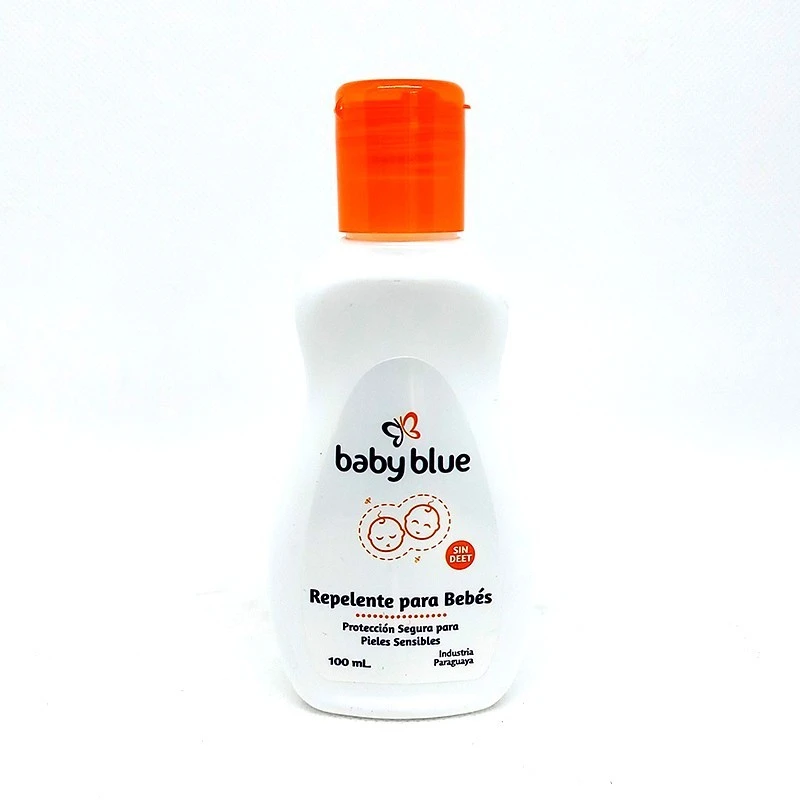 baby blue
SIN
DEET
Repelente para Bebés
Protección Segura para
Pieles Sensibles
Industria
100 mL
Paraguaya